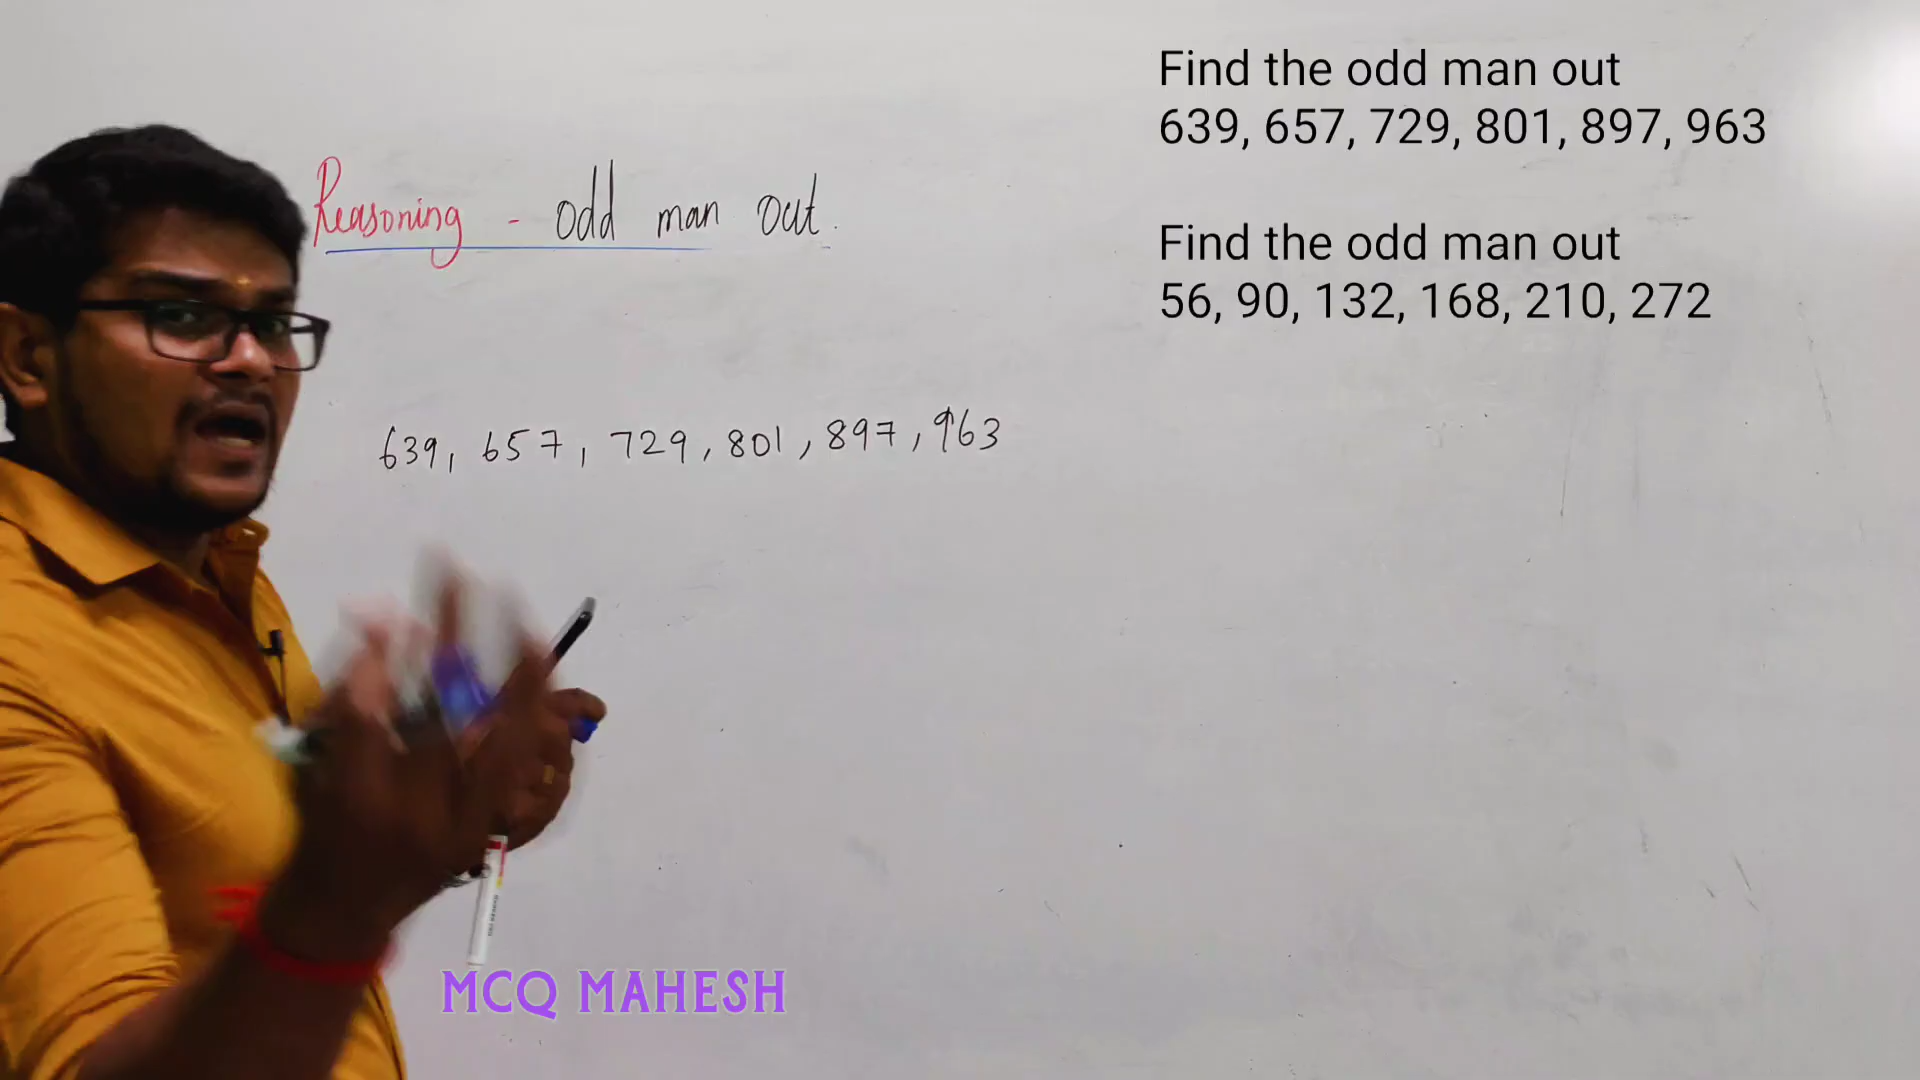 Find the odd man out
639, 657, 729, 801, 897, 963
Find the odd man out
56, 90, 132, 168, 210, 272
Reasoning - odd man out.
639, 657, 729, 801, 897, 963
MCQ MAHESH